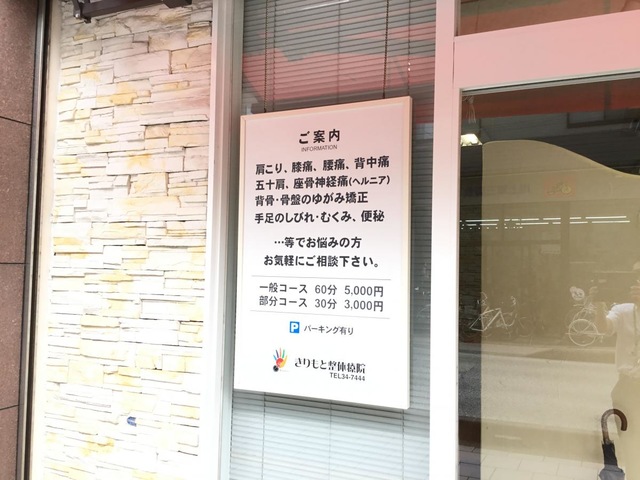 ご案内
INFORMATION
肩こり、膝痛、腰痛、背中痛
五十肩、座骨神経痛(ヘルニア)
背骨・骨盤のゆがみ矯正
手足のしびれ・むくみ、便秘
…等でお悩みの方
お気軽にご相談下さい。
一般コース 60分 5,000円
部分コース 30分 3,000円
P パーキング有り
きりもと整体療院
TEL34-7444